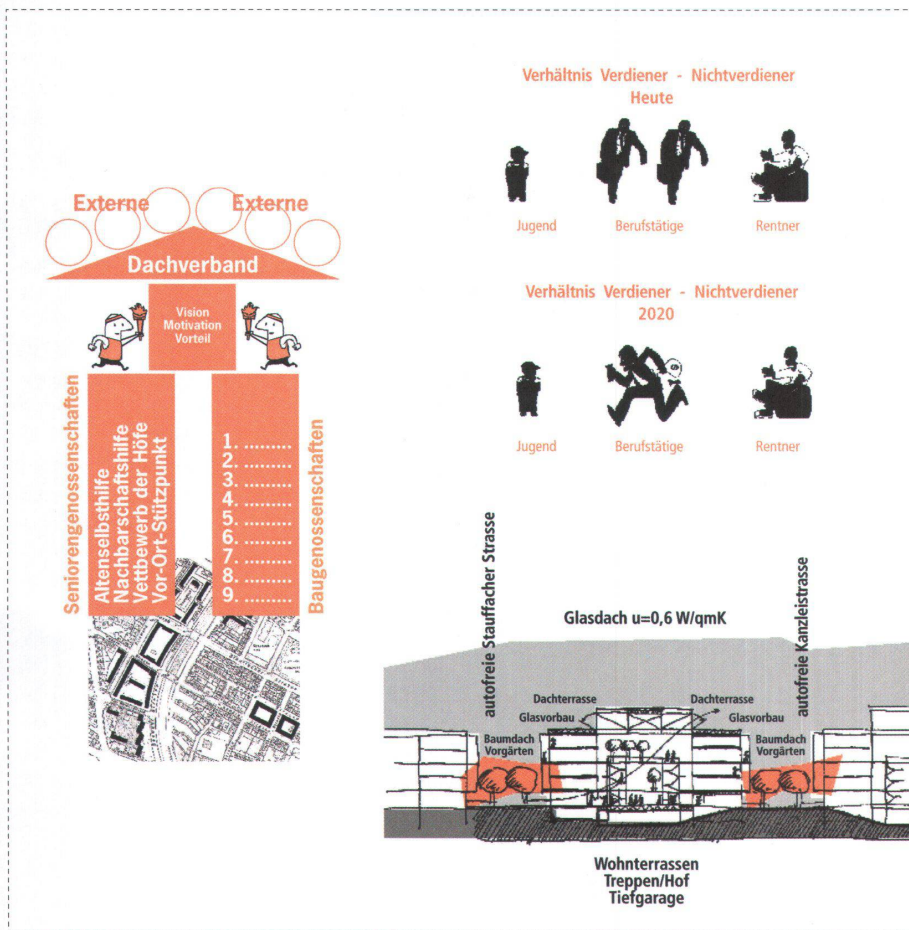 Verhältnis Verdiener - Nichtverdiener
Heute
Jugend
Berufstätige
Rentner
Verhältnis Verdiener - Nichtverdiener
2020
Jugend
Berufstätige
Rentner
Externe
Externe
Dachverband
Vision
Motivation
Vorteil
Seniorengenossenschaften
Altenselbsthilfe
Nachbarschaftshilfe
Vettbewerb der Höfe
Vor-Ort-Stützpunkt
1. .........
2. .........
3. .........
4. .........
5. .........
6. .........
7. .........
8. .........
9. .........
Baugenossenschaften
autofreie Stauffacher Strasse
Glasdach u=0,6 W/qmK
autofreie Kanzleistrasse
Dachterrasse
Dachterrasse
Glasvorbau
Glasvorbau
Baumdach
Vorgärten
Baumdach
Vorgärten
Wohnterrassen
Treppen/Hof
Tiefgarage